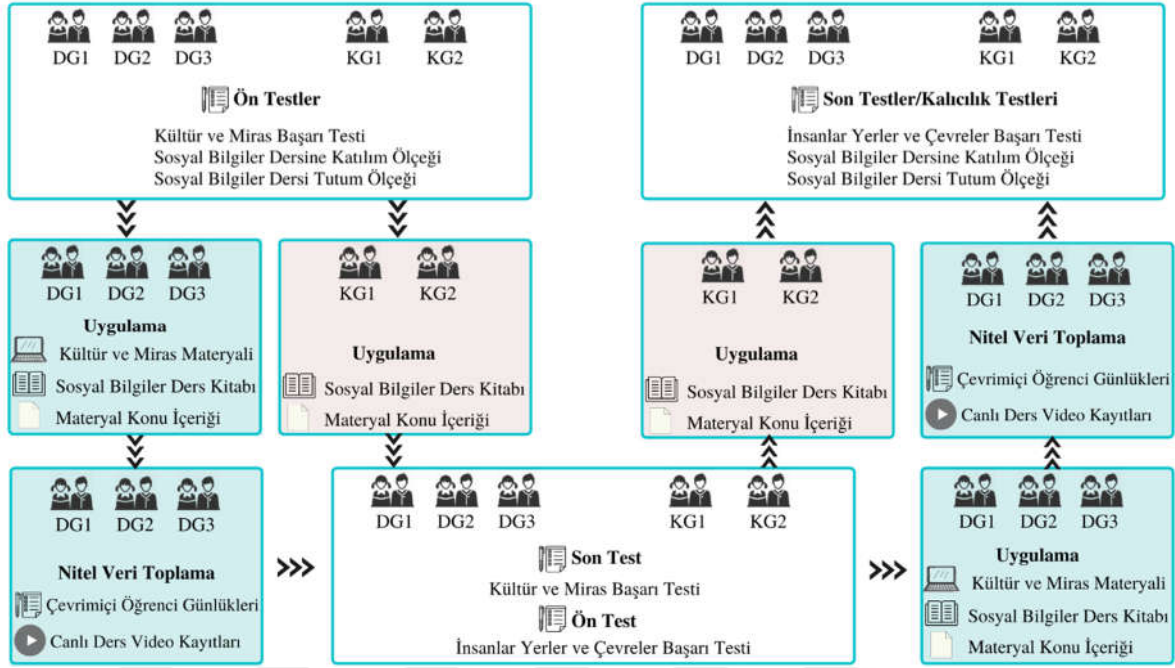 DG1 DG2 DG3 KG1 KG2
Ön Testler
Kültür ve Miras Başarı Testi
Sosyal Bilgiler Dersine Katılım Ölçeği
Sosyal Bilgiler Dersi Tutum Ölçeği
DG1 DG2 DG3
Uygulama
Kültür ve Miras Materyali
Sosyal Bilgiler Ders Kitabı
Materyal Konu İçeriği
KG1 KG2
Uygulama
Sosyal Bilgiler Ders Kitabı
Materyal Konu İçeriği
DG1 DG2 DG3
Nitel Veri Toplama
Çevrimiçi Öğrenci Günlükleri
Canlı Ders Video Kayıtları
DG1 DG2 DG3 KG1 KG2
Son Test
Kültür ve Miras Başarı Testi
Ön Test
İnsanlar Yerler ve Çevreler Başarı Testi
DG1 DG2 DG3
Uygulama
Kültür ve Miras Materyali
Sosyal Bilgiler Ders Kitabı
Materyal Konu İçeriği
KG1 KG2
Uygulama
Sosyal Bilgiler Ders Kitabı
Materyal Konu İçeriği
DG1 DG2 DG3
Nitel Veri Toplama
Çevrimiçi Öğrenci Günlükleri
Canlı Ders Video Kayıtları
DG1 DG2 DG3 KG1 KG2
Son Testler/Kalıcılık Testleri
İnsanlar Yerler ve Çevreler Başarı Testi
Sosyal Bilgiler Dersine Katılım Ölçeği
Sosyal Bilgiler Dersi Tutum Ölçeği